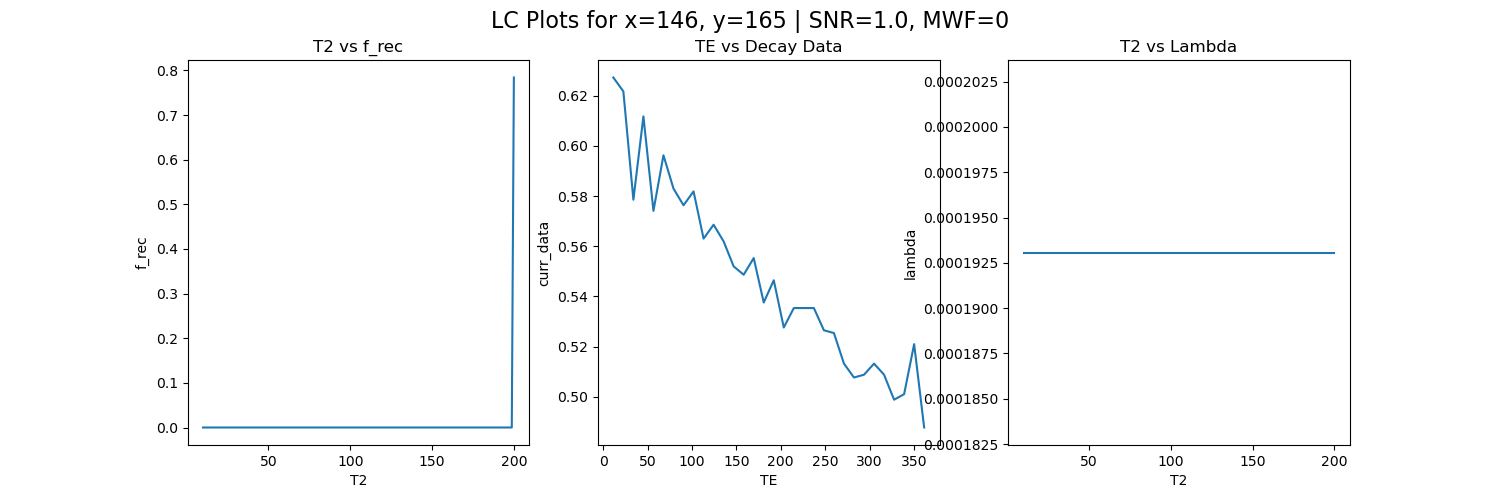 LC Plots for x=146, y=165 | SNR=1.0, MWF=0
T2 vs f_rec
0.8
0.7
0.6
0.5
0.4
0.3
0.2
0.1
0.0
f_rec
50 100 150 200
T2
TE vs Decay Data
0.62
0.60
0.58
0.56
0.54
0.52
0.50
curr_data
0 50 100 150 200 250 300 350
TE
T2 vs Lambda
0.0002025
0.0002000
0.0001975
0.0001950
0.0001925
0.0001900
0.0001875
0.0001850
0.0001825
lambda
50 100 150 200
T2